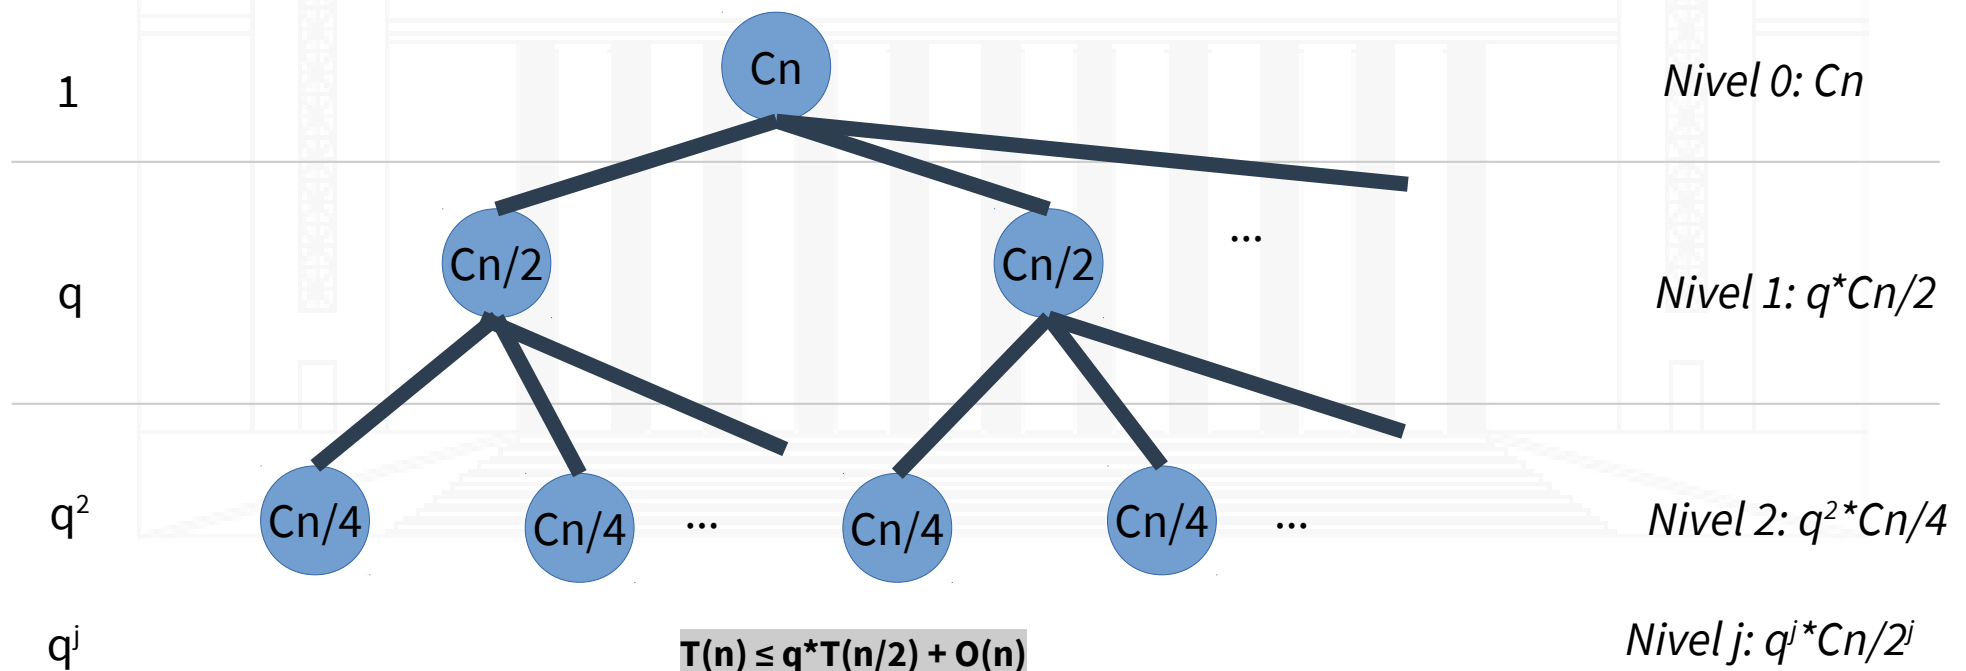 Cn
1
Nivel 0: Cn
Cn/2
Cn/2
...
q
Nivel 1: q*Cn/2
Cn/4
Cn/4
...
Cn/4
Cn/4
...
q²
Nivel 2: q²*Cn/4
qʲ
T(n) ≤ q*T(n/2) + O(n)
Nivel j: qʲ*Cn/2ʲ